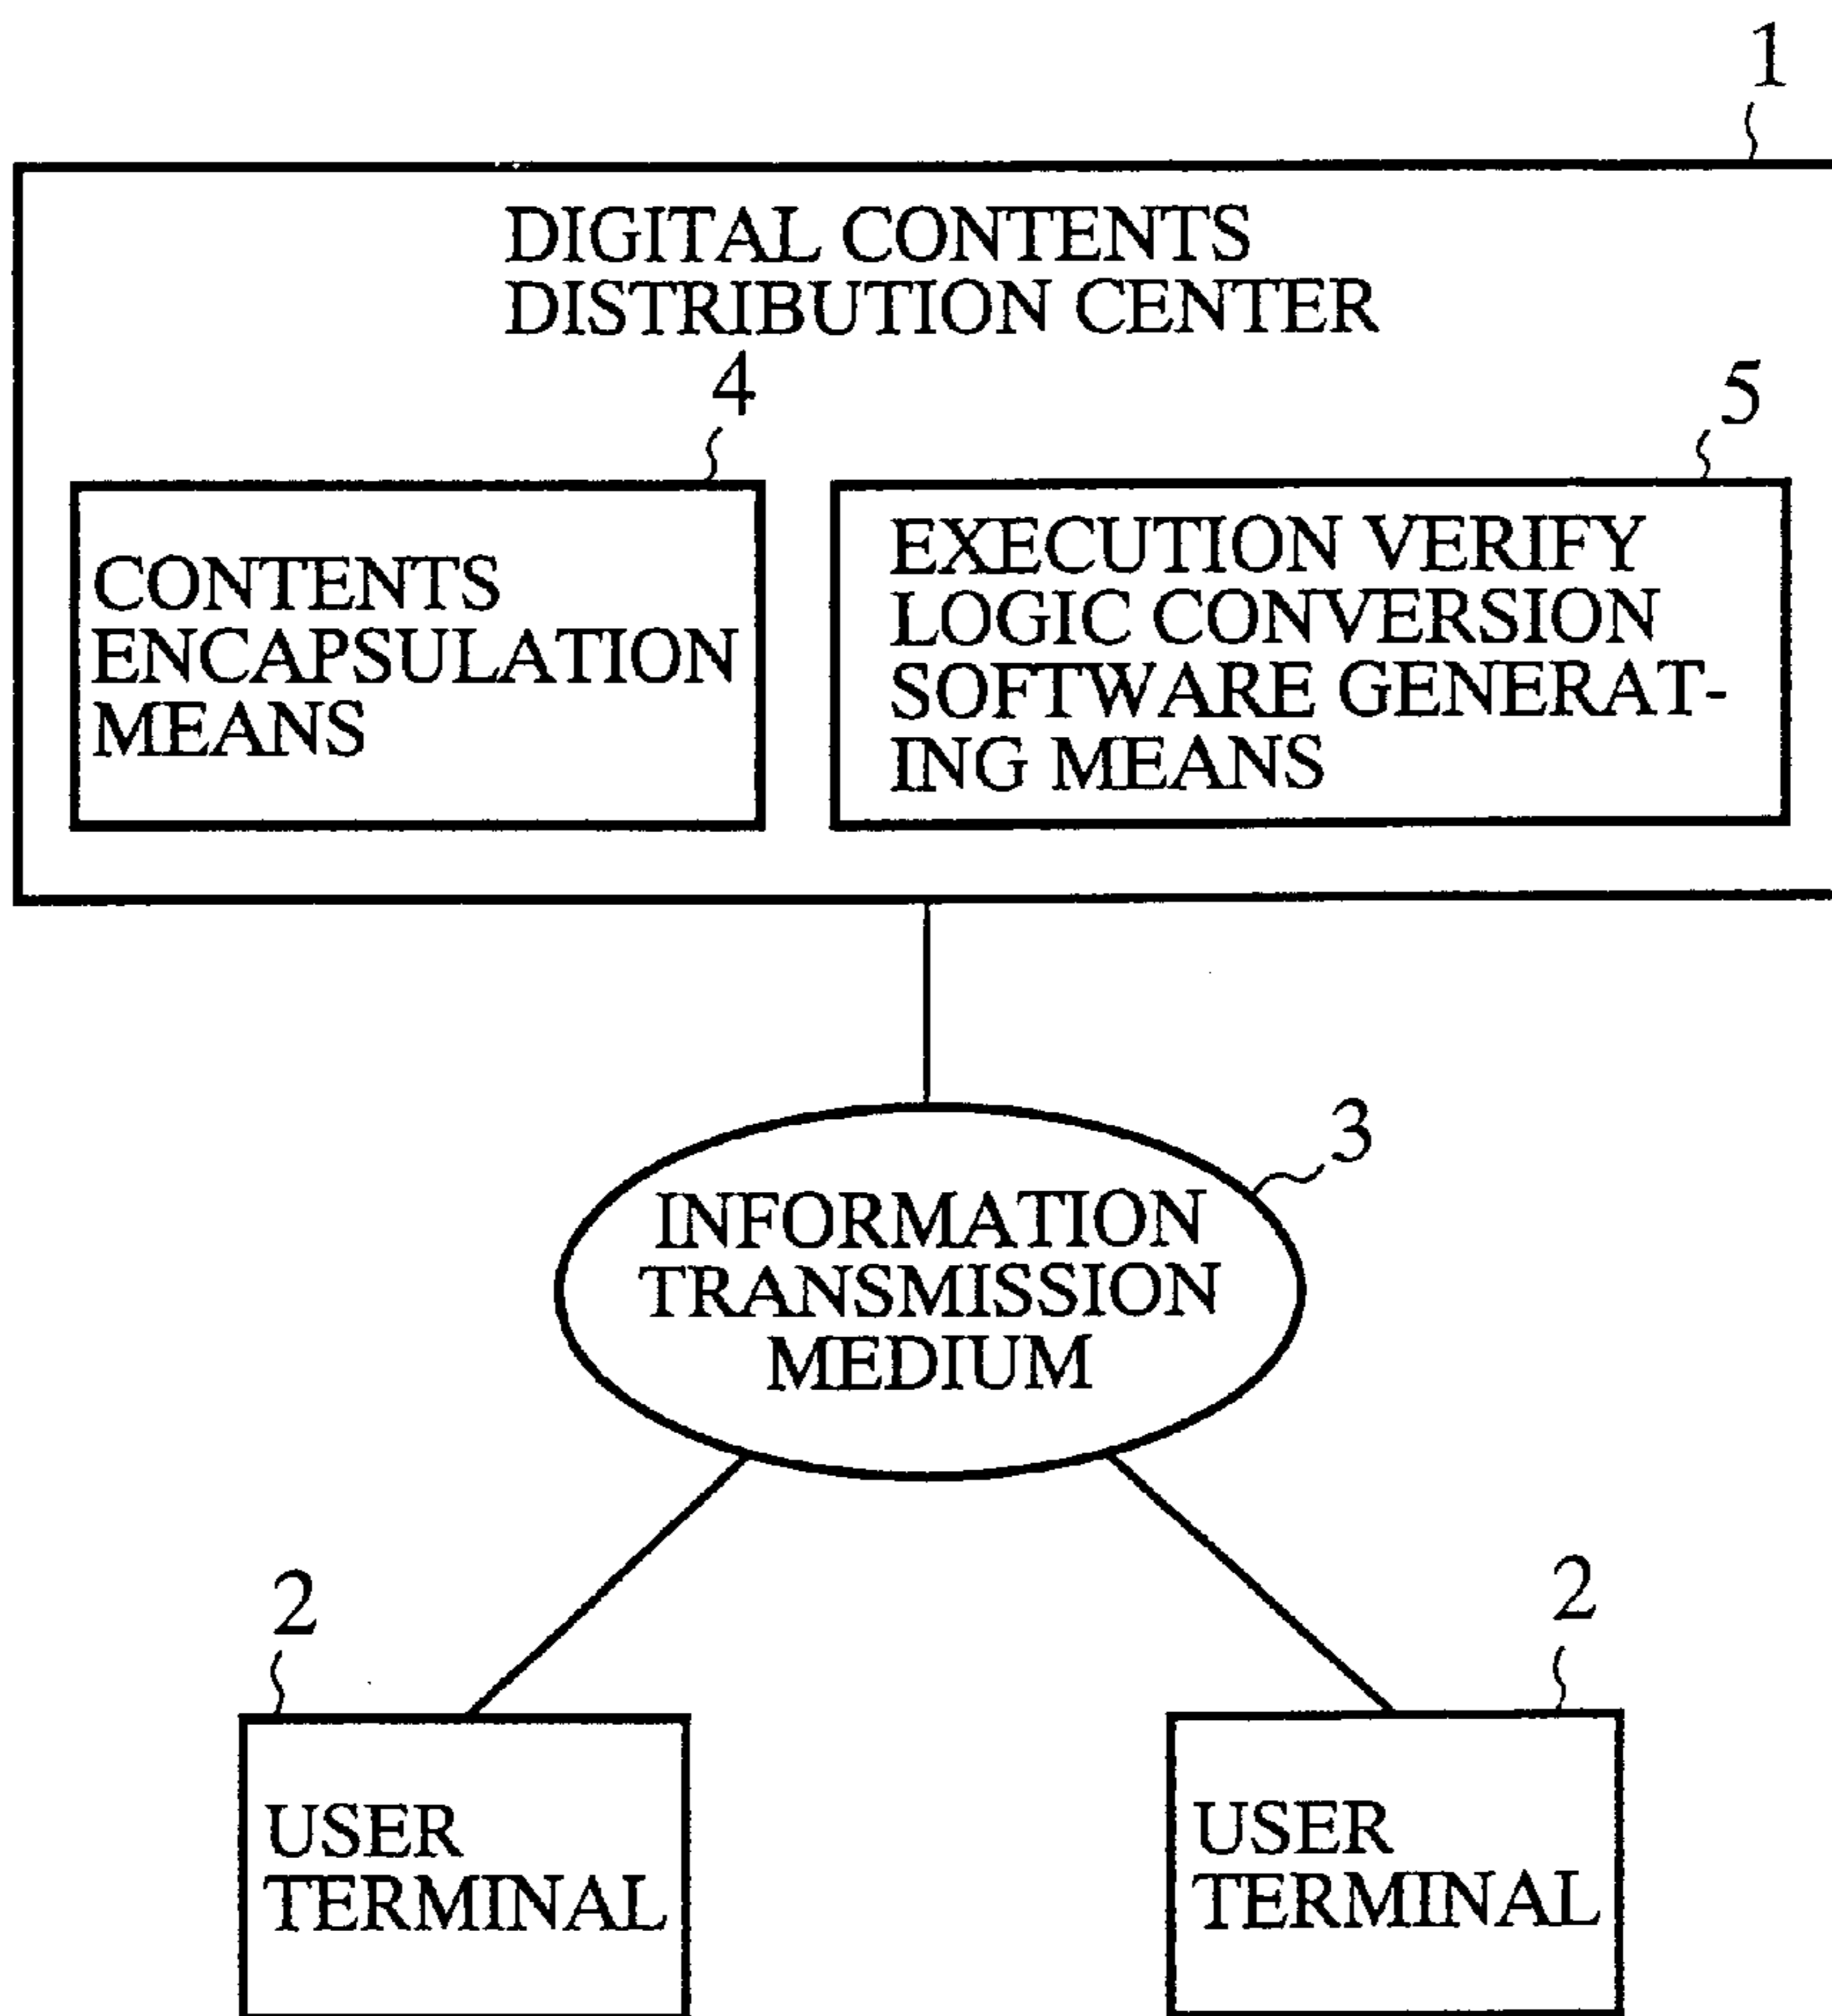 1
DIGITAL CONTENTS
DISTRIBUTION CENTER
4
5
CONTENTS
ENCAPSULATION
MEANS
EXECUTION VERIFY
LOGIC CONVERSION
SOFTWARE GENERAT-
ING MEANS
3
INFORMATION
TRANSMISSION
MEDIUM
2
2
USER
TERMINAL
USER
TERMINAL